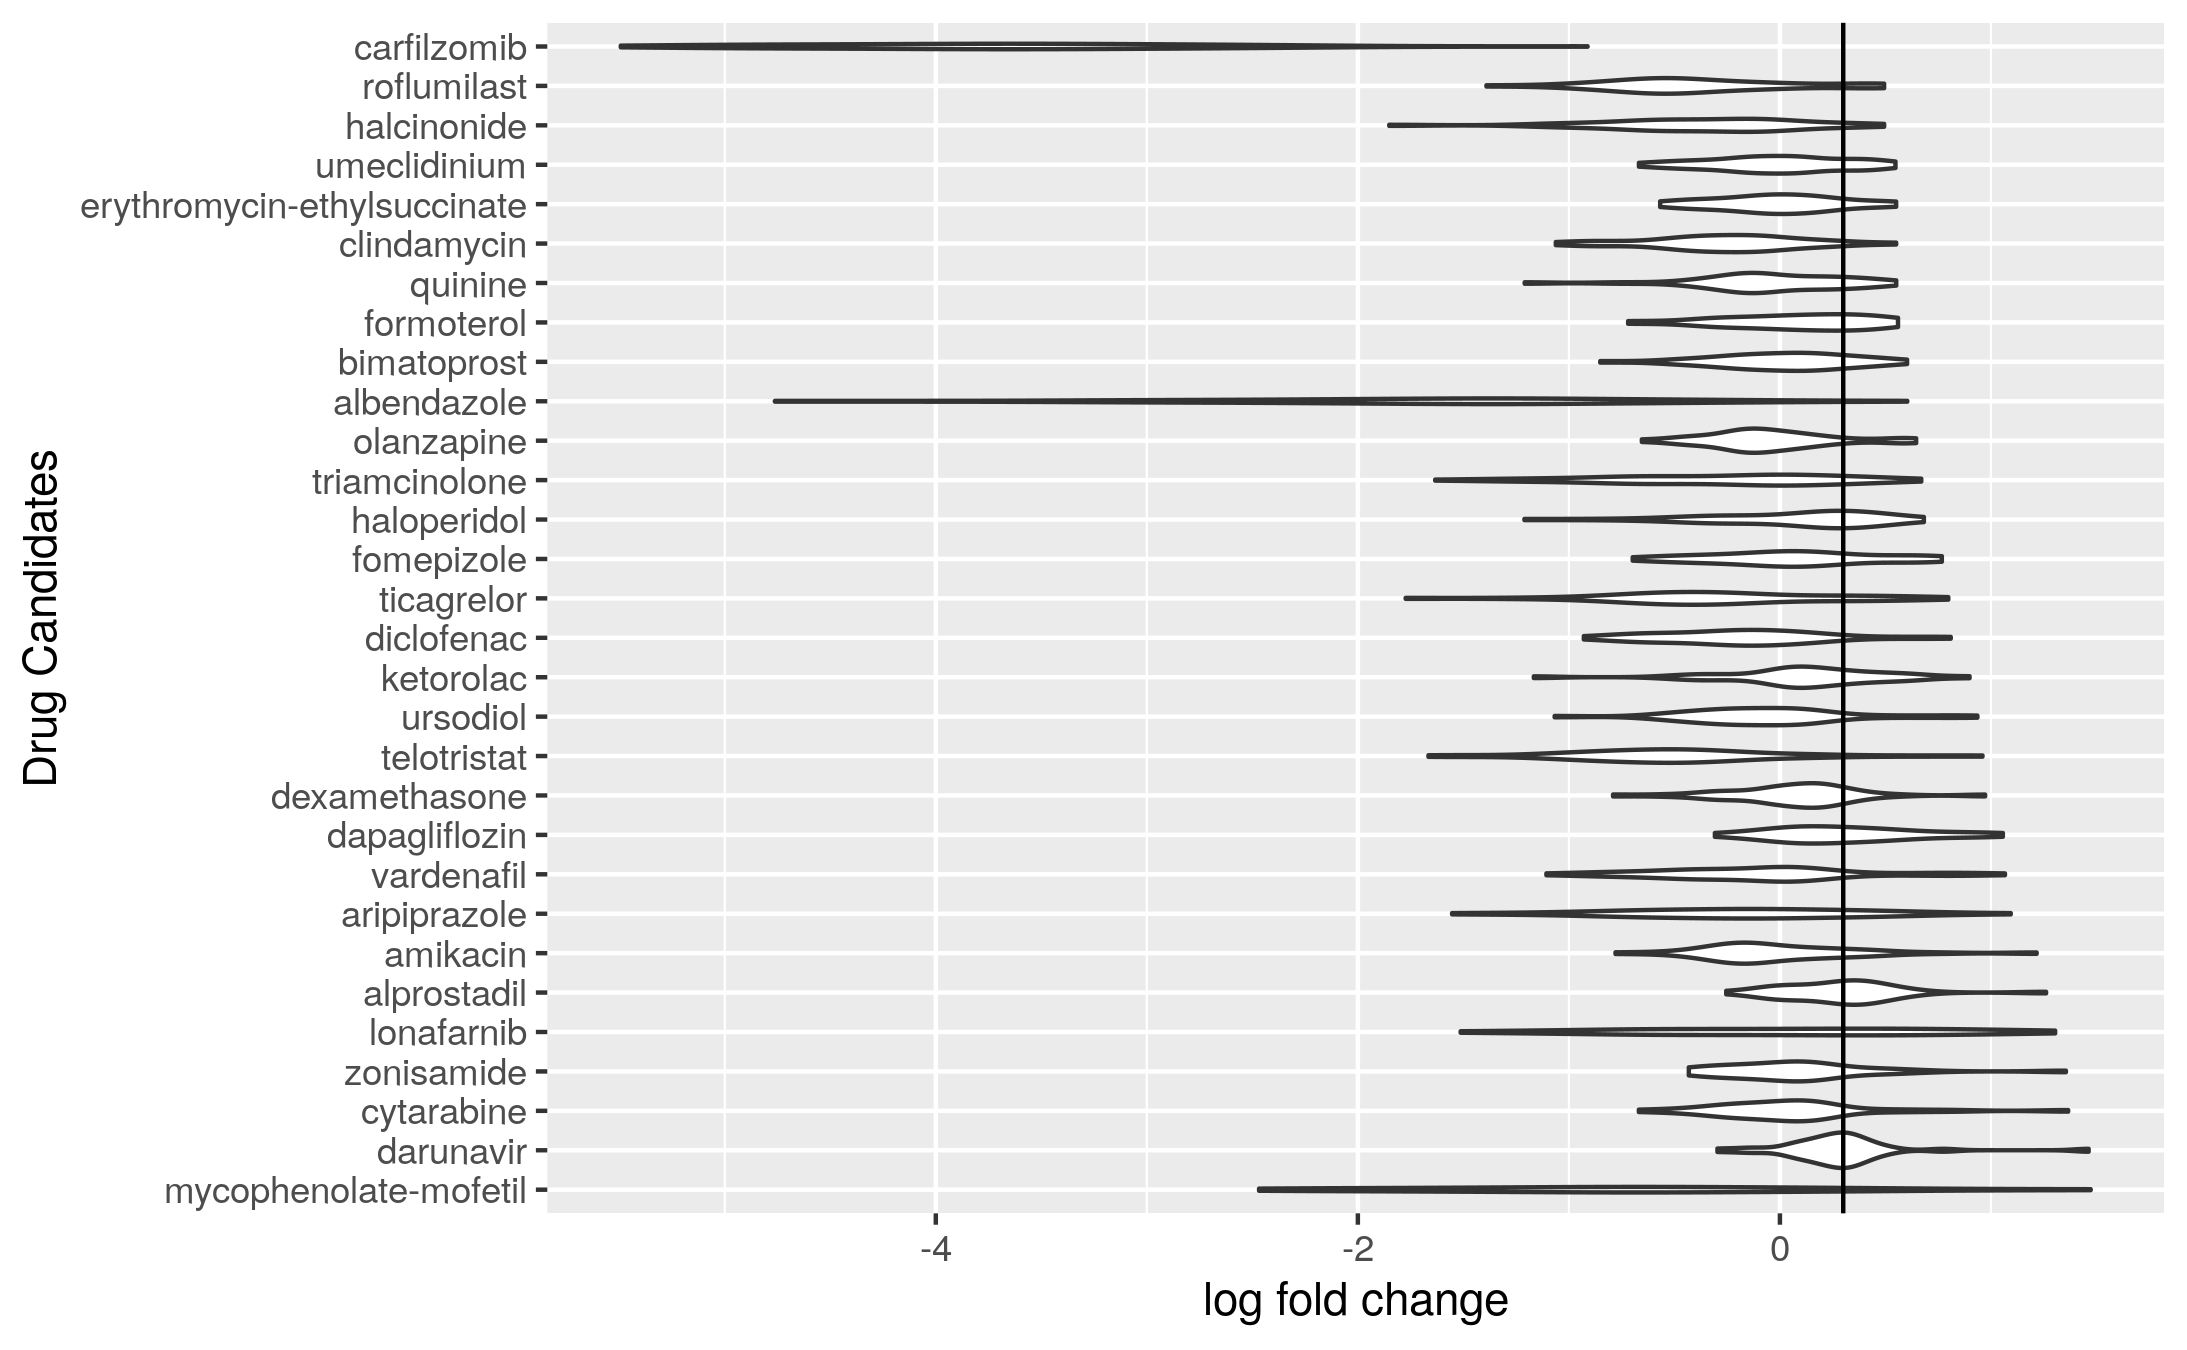 carfilzomib
roflumilast
halcinonide
umeclidinium
erythromycin-ethylsuccinate
clindamycin
quinine
formoterol
bimatoprost
albendazole
olanzapine
triamcinolone
haloperidol
fomepizole
ticagrelor
diclofenac
ketorolac
ursodiol
telotristat
dexamethasone
dapagliflozin
vardenafil
aripiprazole
amikacin
alprostadil
lonafarnib
zonisamide
cytarabine
darunavir
mycophenolate-mofetil
Drug Candidates
-4 -2 0
log fold change